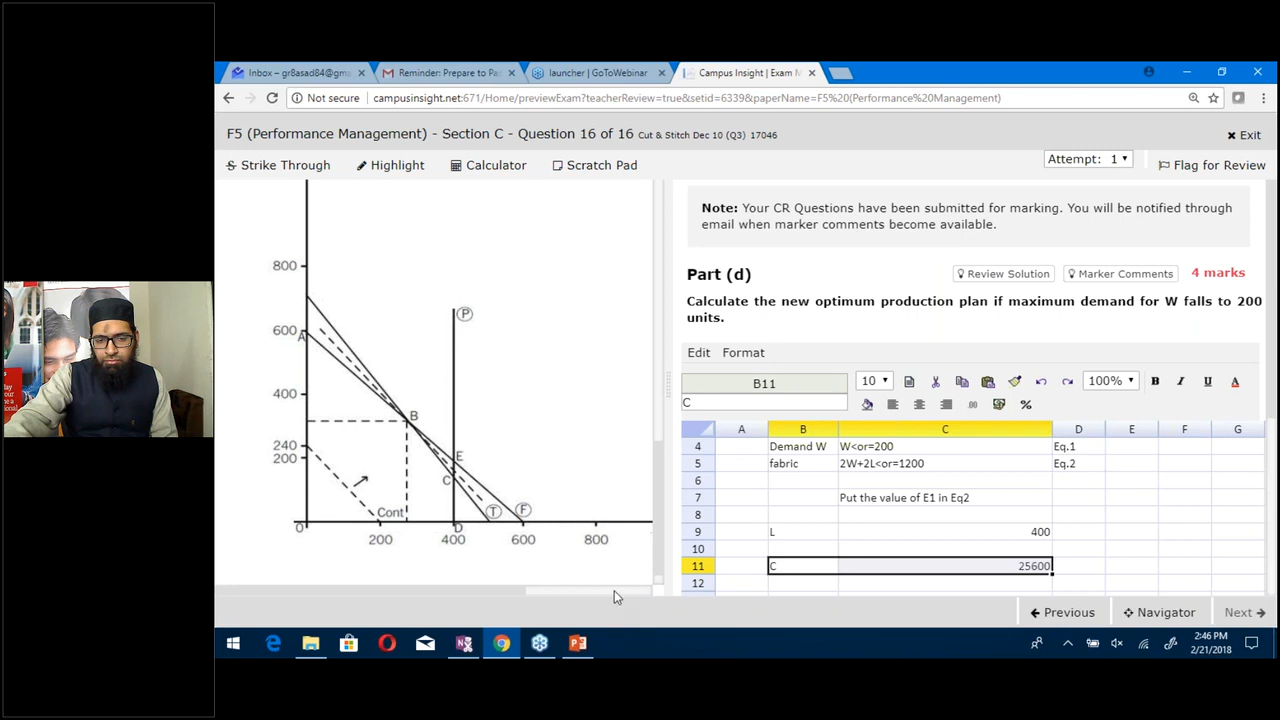 Inbox – gr8asad84@gma
Reminder: Prepare to Pa
launcher | GoToWebinar
Campus Insight | Exam M
Not secure | campusinsight.net:671/Home/previewExam?teacherReview=true&setid=6339&paperName=F5%20(Performance%20Management)
F5 (Performance Management) - Section C - Question 16 of 16 Cut & Stitch Dec 10 (Q3) 17046
Exit
Strike Through Highlight Calculator Scratch Pad
Attempt: 1
Flag for Review
800
600
A
400
240
200
0
P
B
E
C
Cont
T
F
D
200 400 600 800
Note: Your CR Questions have been submitted for marking. You will be notified through
email when marker comments become available.
Part (d)
Review Solution
Marker Comments
4 marks
Calculate the new optimum production plan if maximum demand for W falls to 200
units.
Edit Format
B11
10
100%
B I U A
C
.00
%
A B C D E F G
4 Demand W W<or=200 Eq.1
5 fabric 2W+2L<or=1200 Eq.2
6
7 Put the value of E1 in Eq2
8
9 L 400
10
11 C 25600
12
Previous Navigator Next
2:46 PM
2/21/2018